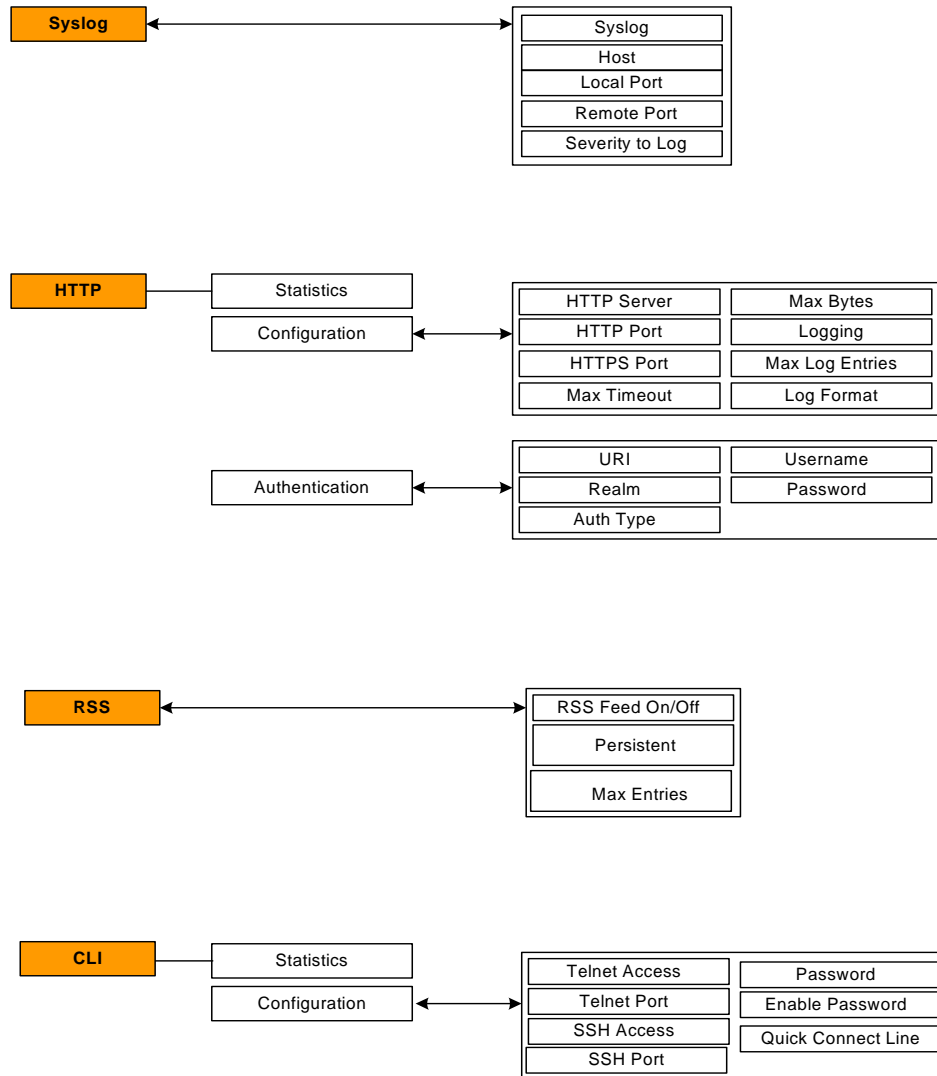 Syslog
Syslog
Host
Local Port
Remote Port
Severity to Log
HTTP
Statistics
Configuration
HTTP Server
Max Bytes
HTTP Port
Logging
HTTPS Port
Max Log Entries
Max Timeout
Log Format
Authentication
URI
Username
Realm
Password
Auth Type
RSS
RSS Feed On/Off
Persistent
Max Entries
CLI
Statistics
Configuration
Telnet Access
Password
Telnet Port
Enable Password
SSH Access
Quick Connect Line
SSH Port